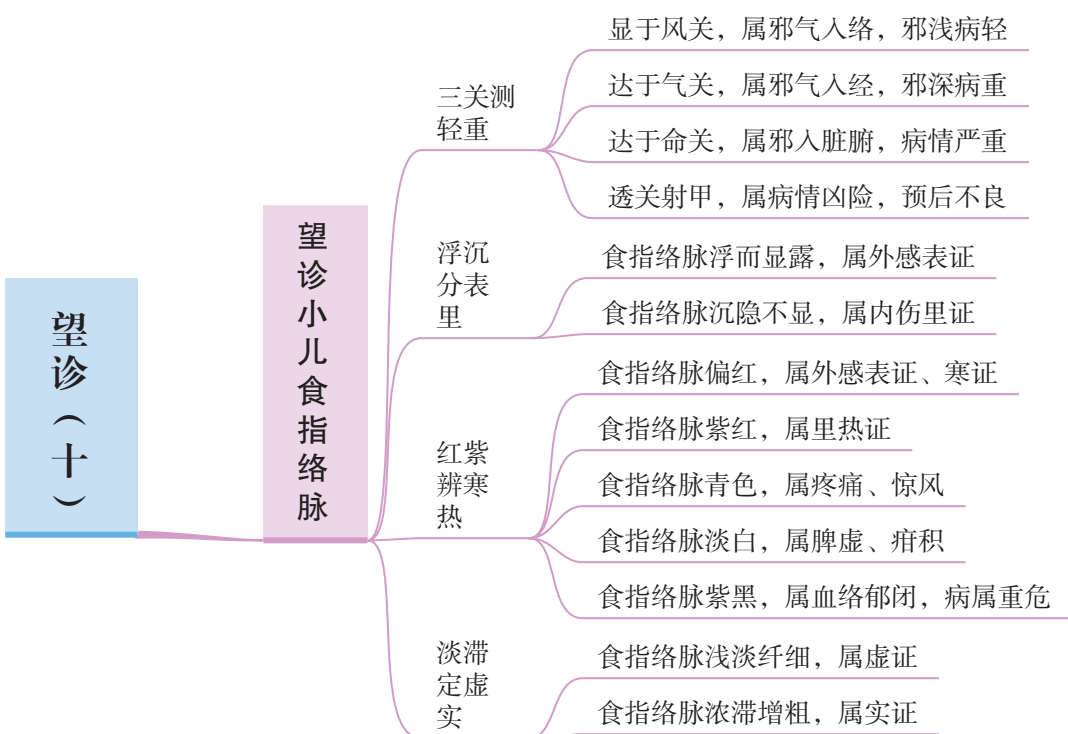 望诊（十）
望诊小儿食指络脉
三关测
轻重
显于风关，属邪气入络，邪浅病轻
达于气关，属邪气入经，邪深病重
达于命关，属邪入脏腑，病情严重
透关射甲，属病情凶险，预后不良
浮沉
分表
里
食指络脉浮而显露，属外感表证
食指络脉沉隐不显，属内伤里证
红紫
辨寒
热
食指络脉偏红，属外感表证、寒证
食指络脉紫红，属里热证
食指络脉青色，属疼痛、惊风
食指络脉淡白，属脾虚、疳积
食指络脉紫黑，属血络郁闭，病属重危
淡滞
定虚
实
食指络脉浅淡纤细，属虚证
食指络脉浓滞增粗，属实证